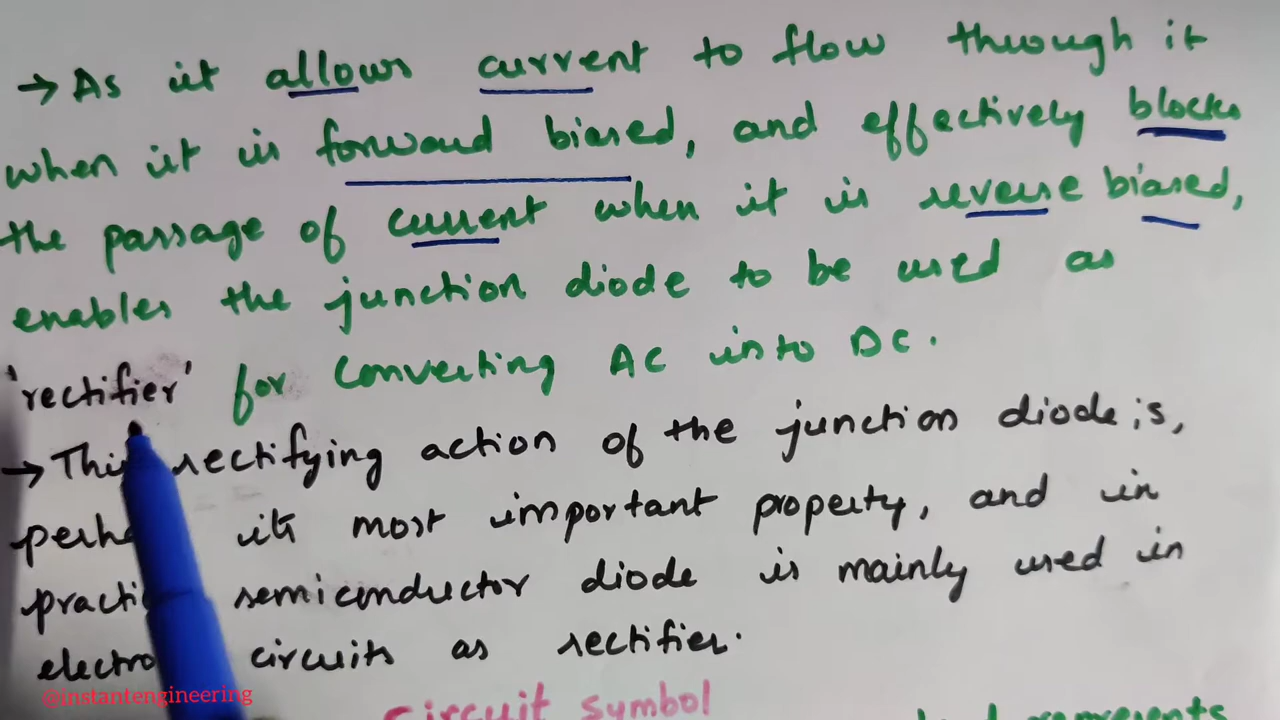 → As it allows current to flow through it
when it is forward biased, and effectively blocks
the passage of current when it is reverse biased,
enables the junction diode to be used as
'rectifier' for converting AC into DC.
→ This rectifying action of the junction diode is,
its most important property, and in
semiconductor diode is mainly used in
circuits as rectifier.
@instantengineering
circuit symbol
represents